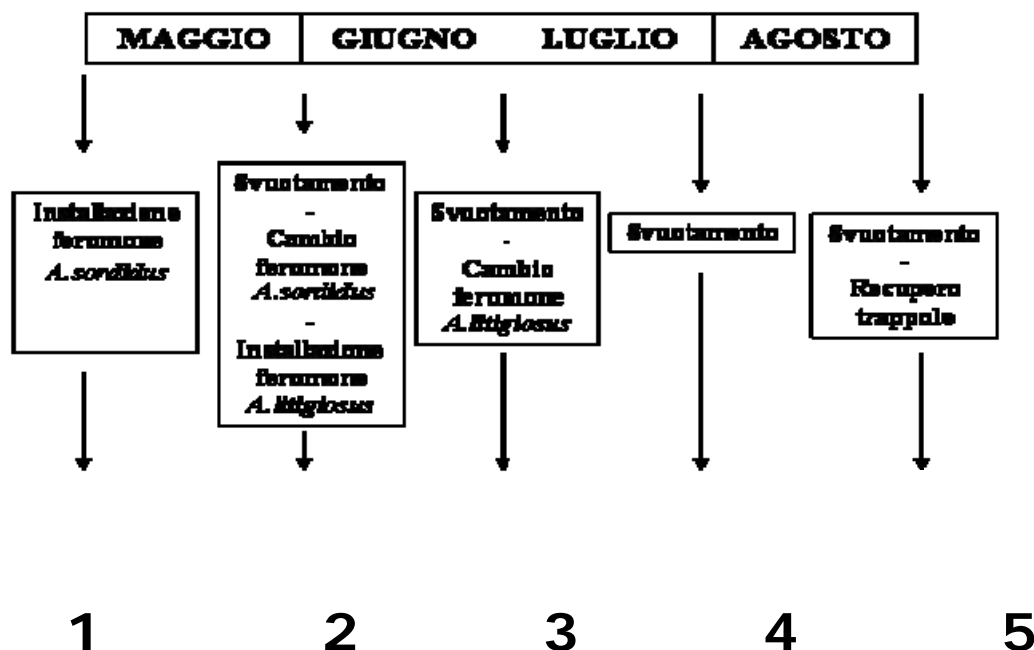 MAGGIO GIUGNO LUGLIO AGOSTO
Installazione
feromone
A.sordidus
Svuotamento
-
Cambio
feromone
A.sordidus
-
Installazione
feromone
A. litigiosus
Svuotamento
-
Cambio
feromone
A.litigiosus
Svuotamento
Svuotamento
-
Recupero
trappole
1 2 3 4 5